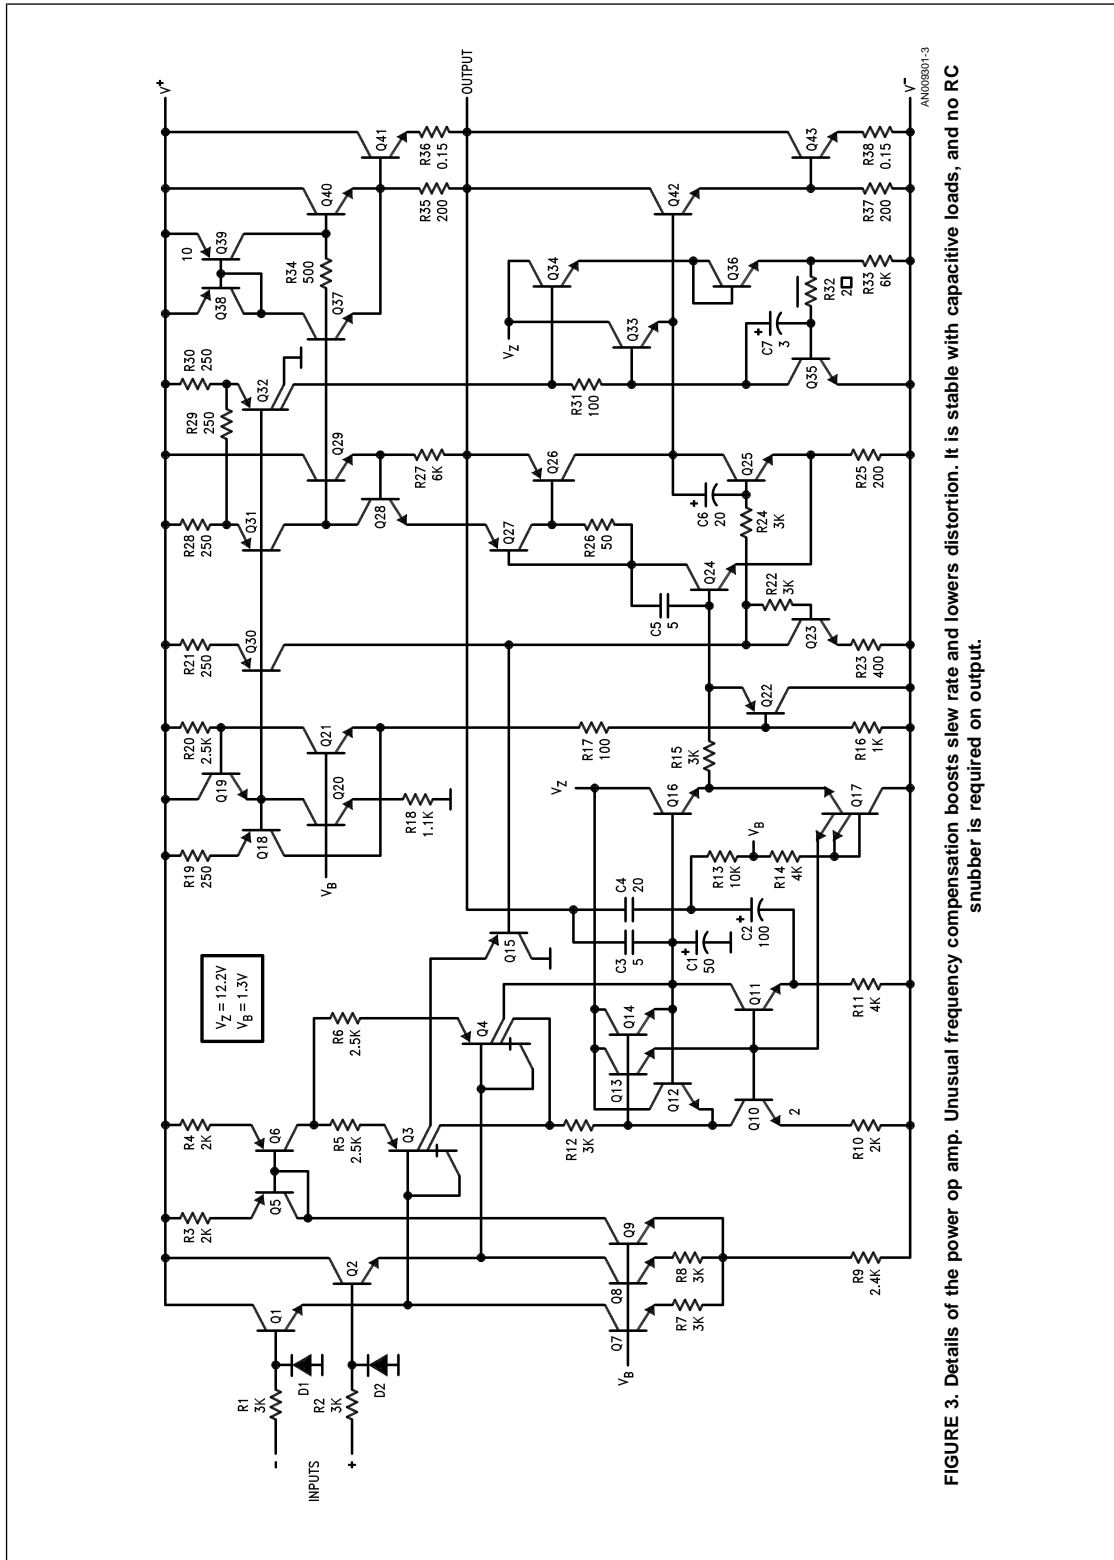 V+
OUTPUT
V-
AN009301-3
INPUTS
-
+
R1
3K
R2
3K
D1
D2
Q1
Q2
R3
2K
Q5
R4
2K
Q6
R5
2.5K
R6
2.5K
Q3
Q4
VB
Q7
Q8
Q9
R7
3K
R8
3K
R9
2.4K
VZ = 12.2V
VB = 1.3V
R12
3K
Q13
Q14
Q12
Q10
2
Q11
R10
2K
R11
4K
Q15
C3
5
C4
20
+
C1
50
+
C2
100
R13
10K
VB
R14
4K
VZ
Q16
Q17
R15
3K
R19
250
Q18
Q19
R20
2.5K
VB
Q20
Q21
R18
1.1K
R17
100
Q22
R16
1K
R21
250
Q30
R22
3K
Q23
R23
400
R28
250
R29
250
R30
250
Q31
Q32
Q28
Q29
R27
6K
Q27
Q26
R26
50
C5
5
Q24
+
C6
20
R24
3K
Q25
R25
200
Q38
10
Q39
Q37
R34
500
Q40
Q41
R35
200
R36
0.15
R31
100
VZ
Q33
Q34
Q36
+
C7
3
Q35
R32
2
R33
6K
Q42
Q43
R37
200
R38
0.15
FIGURE 3. Details of the power op amp. Unusual frequency compensation boosts slew rate and lowers distortion. It is stable with capacitive loads, and no RC
snubber is required on output.